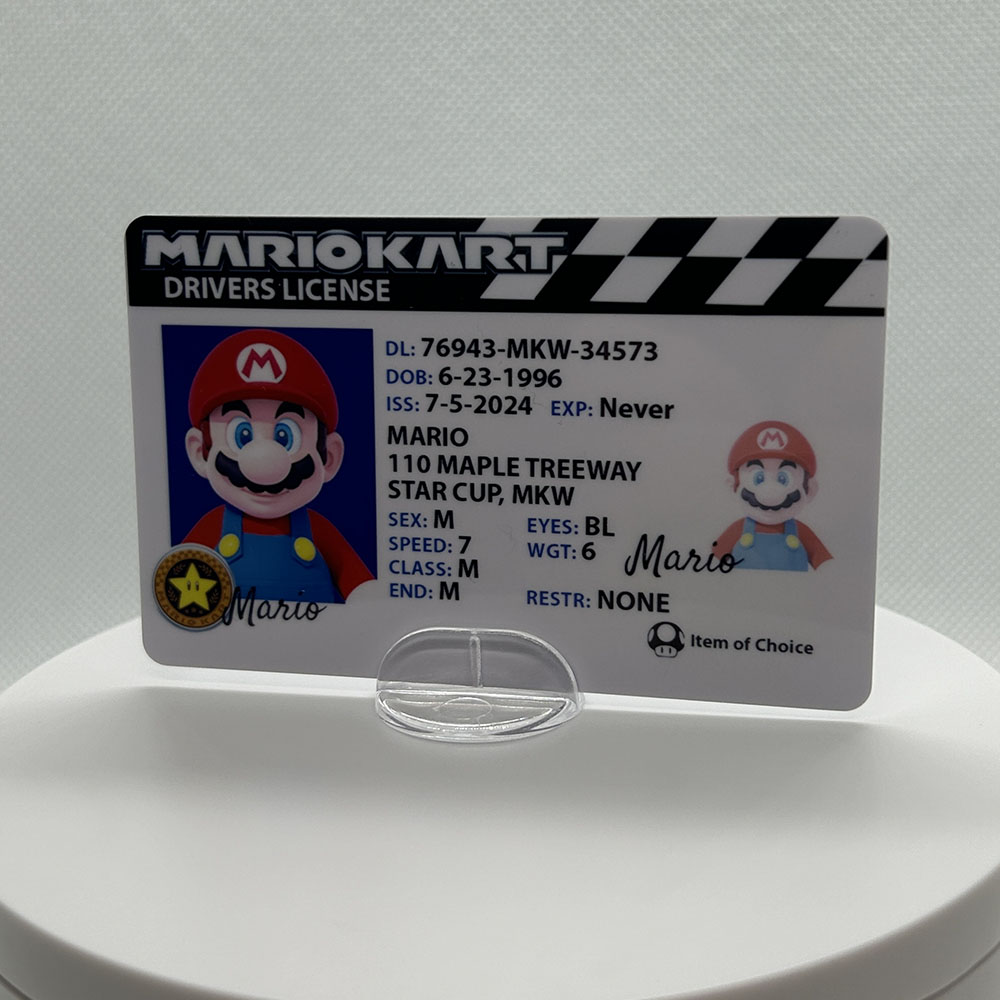 MARIOKART
DRIVERS LICENSE
M
DL: 76943-MKW-34573
DOB: 6-23-1996
ISS: 7-5-2024 EXP: Never
MARIO
110 MAPLE TREEWAY
STAR CUP, MKW
SEX: M EYES: BL
SPEED: 7 WGT: 6
CLASS: M
END: M RESTR: NONE
M
Mario
MARIO KART
Mario
Item of Choice